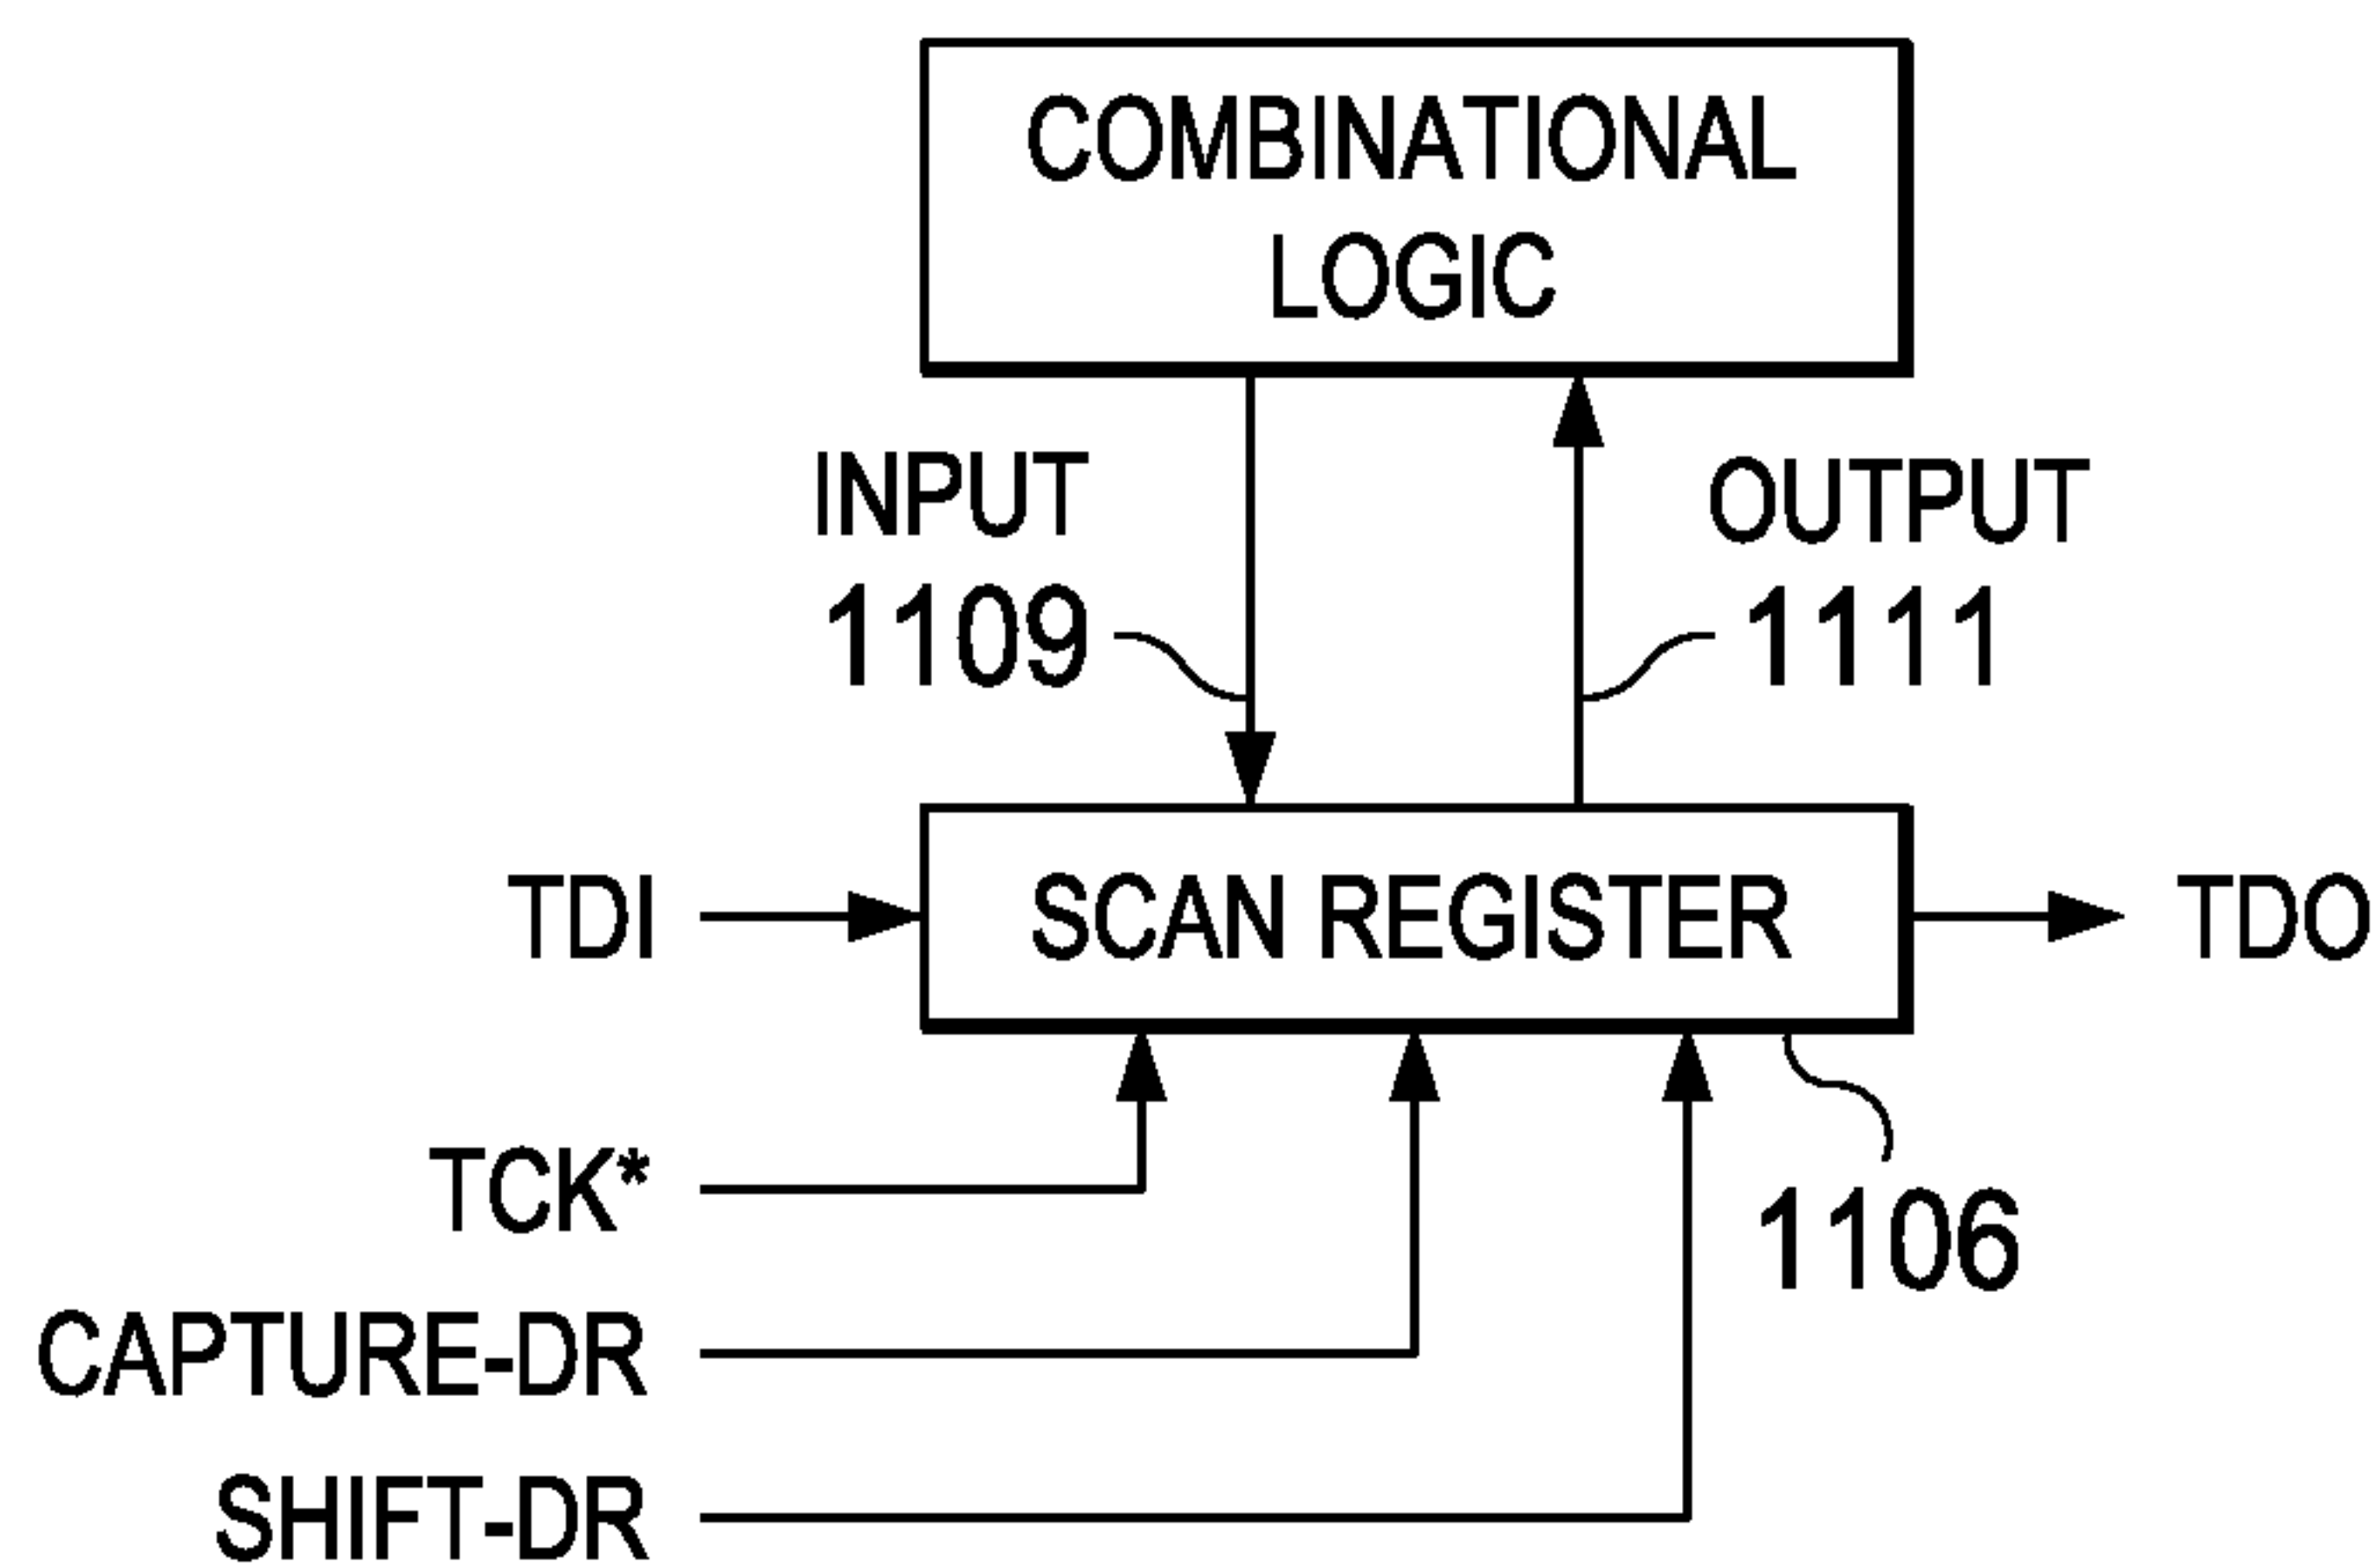 COMBINATIONAL
LOGIC
INPUT
1109
OUTPUT
1111
TDI
SCAN REGISTER
TDO
TCK*
1106
CAPTURE-DR
SHIFT-DR